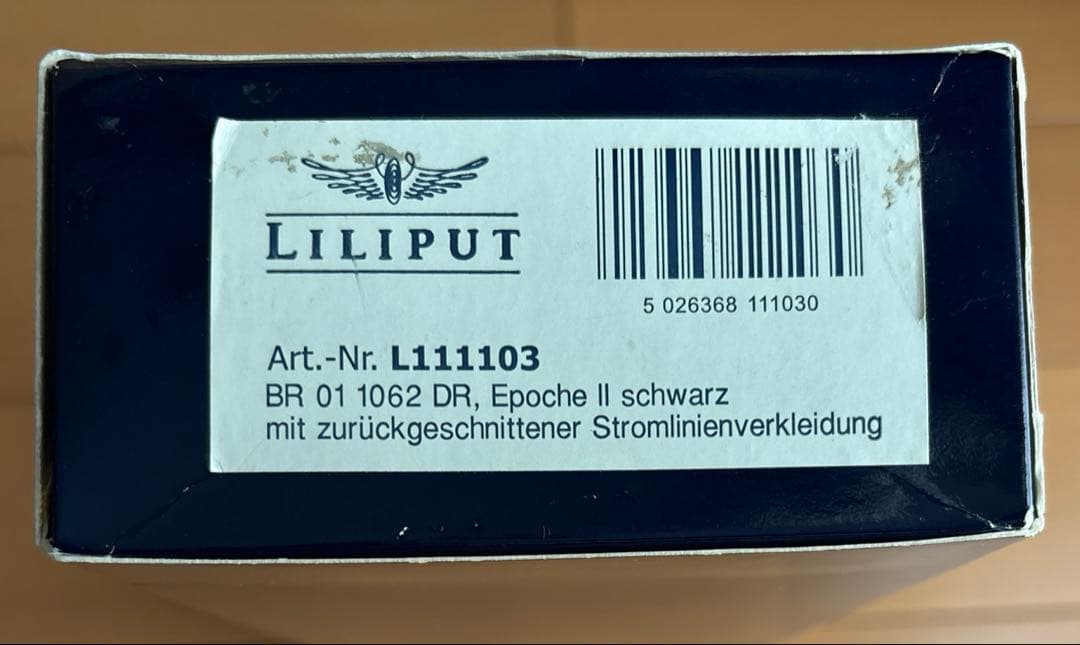 LILIPUT
5 026368 111030
Art.-Nr. L111103
BR 01 1062 DR, Epoche II schwarz
mit zurückgeschnittener Stromlinienverkleidung